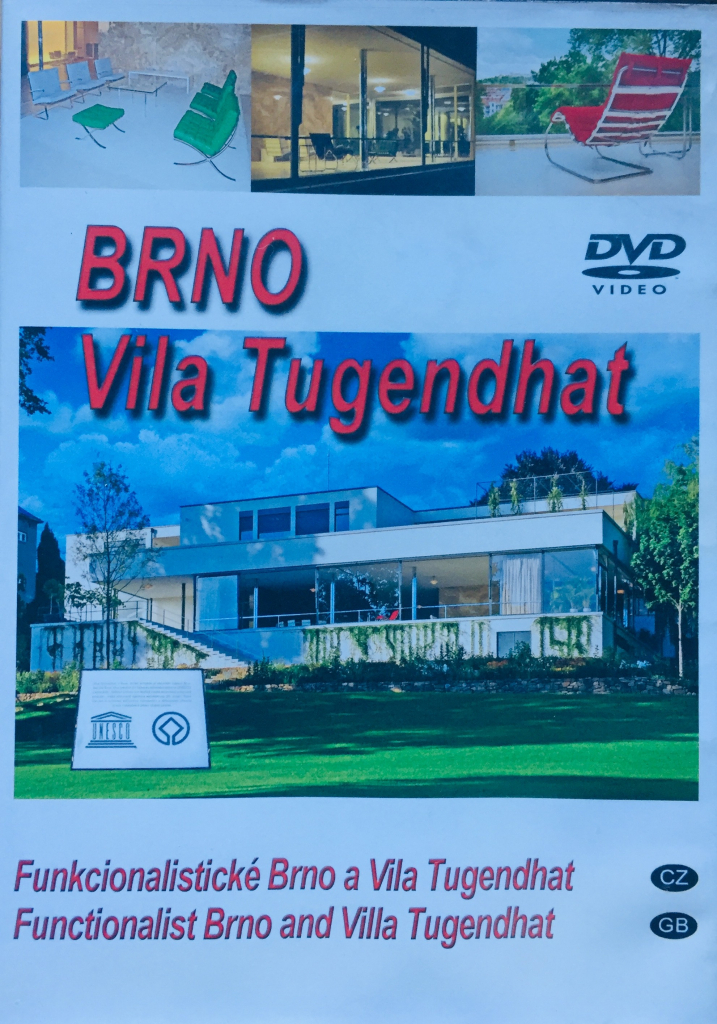 BRNO
DVD
VIDEO
Vila Tugendhat
UNESCO
Funkcionalistické Brno a Vila Tugendhat
CZ
Functionalist Brno and Villa Tugendhat
GB